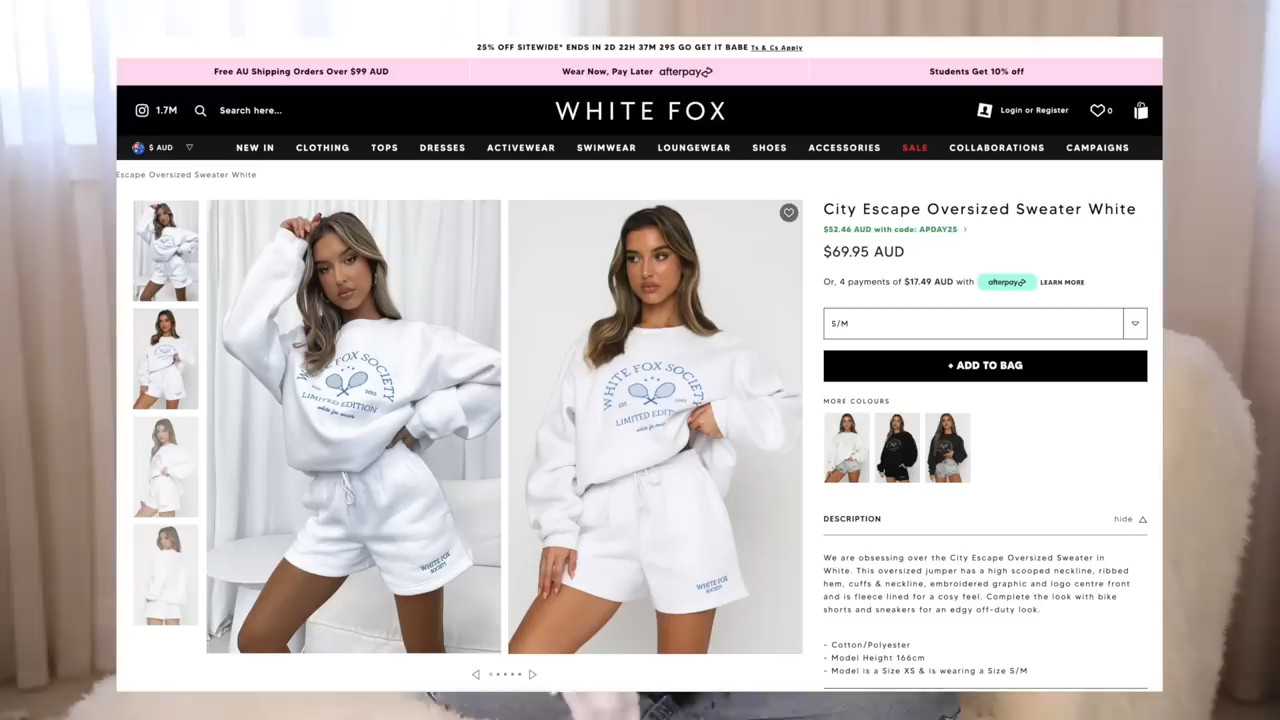 25% OFF SITEWIDE* ENDS IN 2D 22H 37M 29S GO GET IT BABE Ts & Cs Apply
Free AU Shipping Orders Over $99 AUD
Wear Now, Pay Later afterpay
Students Get 10% off
1.7M
Search here...
WHITE FOX
Login or Register
0
$ AUD
NEW IN CLOTHING TOPS DRESSES ACTIVEWEAR SWIMWEAR LOUNGEWEAR SHOES ACCESSORIES SALE COLLABORATIONS CAMPAIGNS
Escape Oversized Sweater White
WHITE FOX SOCIETY
LIMITED EDITION
WHITE FOX
SOCIETY
WHITE FOX SOCIETY
LIMITED EDIT
WHITE FOX
SOCIETY
City Escape Oversized Sweater White
$52.46 AUD with code: APDAY25
$69.95 AUD
Or, 4 payments of $17.49 AUD with afterpay LEARN MORE
S/M
+ ADD TO BAG
MORE COLOURS
DESCRIPTION
hide
We are obsessing over the City Escape Oversized Sweater in
White. This oversized jumper has a high scooped neckline, ribbed
hem, cuffs & neckline, embroidered graphic and logo centre front
and is fleece lined for a cosy feel. Complete the look with bike
shorts and sneakers for an edgy off-duty look.
- Cotton/Polyester
- Model Height 166cm
- Model is a Size XS & is wearing a Size S/M